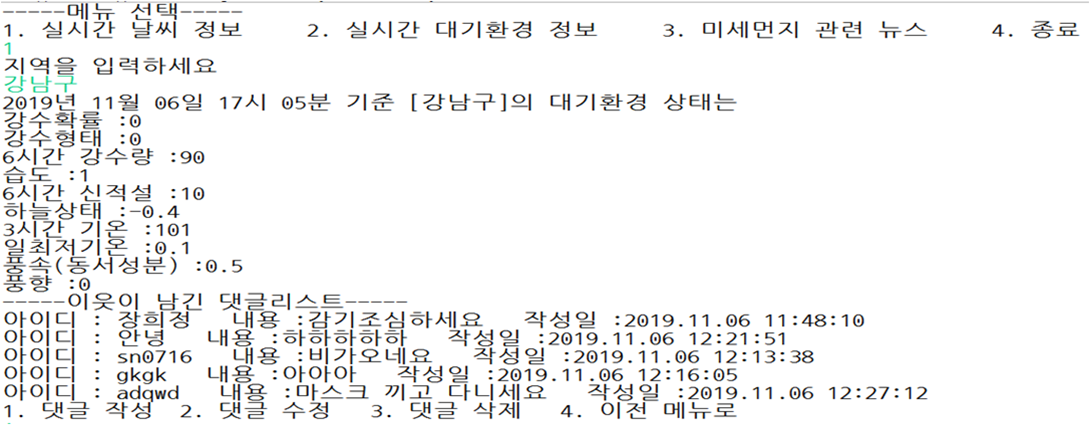 -----메뉴 선택-----
1. 실시간 날씨 정보 2. 실시간 대기환경 정보 3. 미세먼지 관련 뉴스 4. 종료
1
지역을 입력하세요
강남구
2019년 11월 06일 17시 05분 기준 [강남구]의 대기환경 상태는
강수확률 :0
강수형태 :0
6시간 강수량 :90
습도 :1
6시간 신적설 :10
하늘상태 :-0.4
3시간 기온 :101
일최저기온 :0.1
풍속(동서성분) :0.5
풍향 :0
-----이웃이 남긴 댓글리스트-----
아이디 : 장희정 내용 :감기조심하세요 작성일 :2019.11.06 11:48:10
아이디 : 안녕 내용 :하하하하하 작성일 :2019.11.06 12:21:51
아이디 : sn0716 내용 :비가오네요 작성일 :2019.11.06 12:13:38
아이디 : gkgk 내용 :아아아 작성일 :2019.11.06 12:16:05
아이디 : adqwd 내용 :마스크 끼고 다니세요 작성일 :2019.11.06 12:27:12
1. 댓글 작성 2. 댓글 수정 3. 댓글 삭제 4. 이전 메뉴로